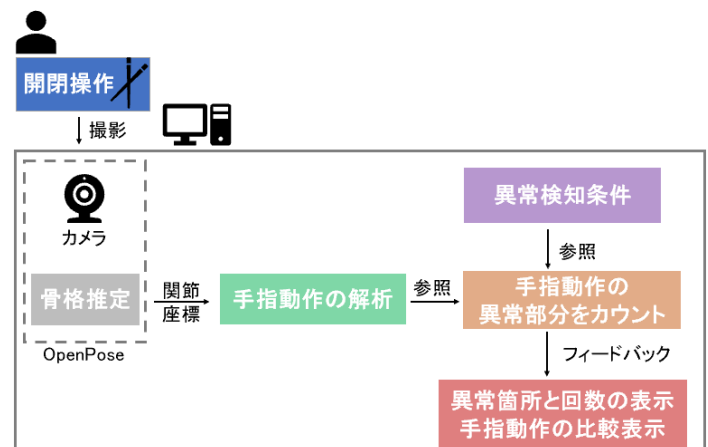 開閉操作
撮影
カメラ
骨格推定
OpenPose
関節
座標
手指動作の解析
参照
異常検知条件
参照
手指動作の
異常部分をカウント
フィードバック
異常箇所と回数の表示
手指動作の比較表示